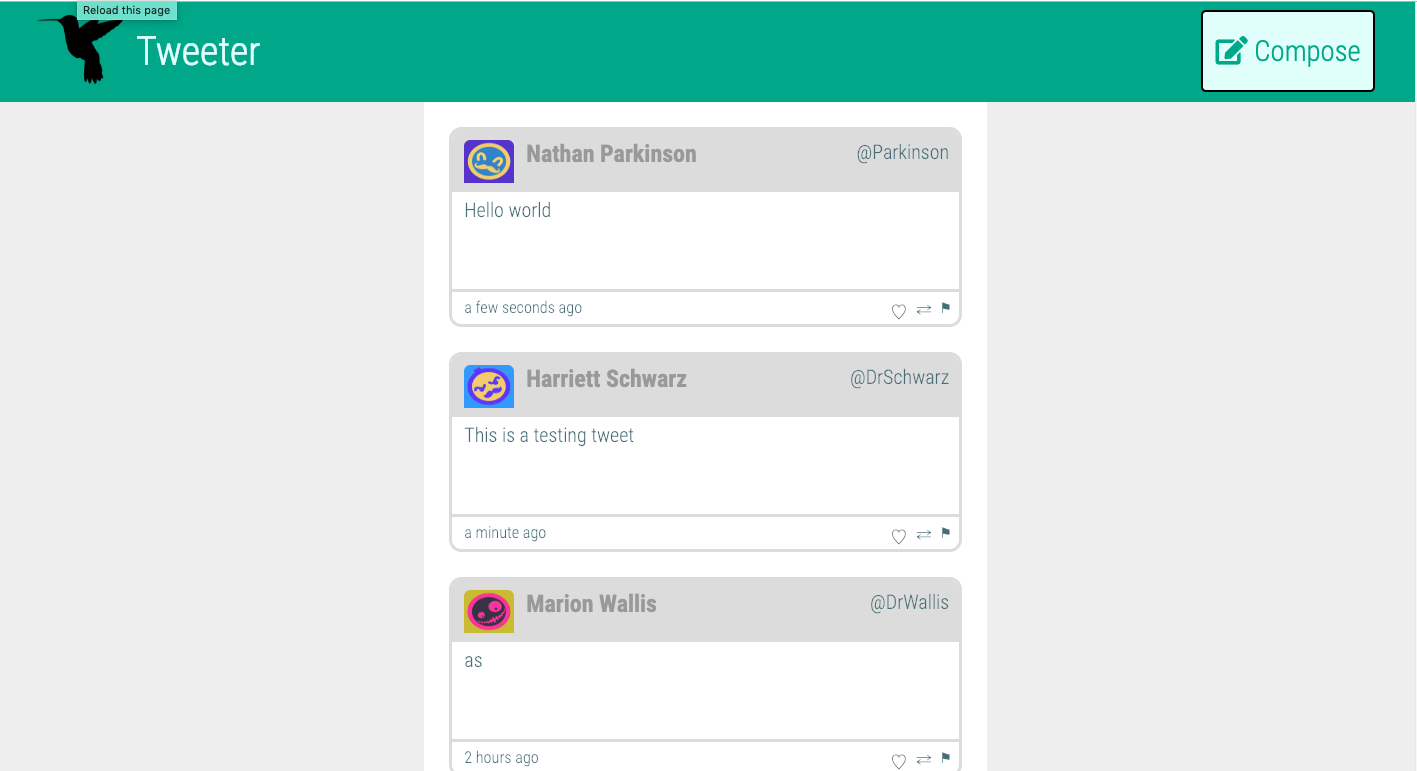 Reload this page
Tweeter
Compose
Nathan Parkinson @Parkinson
Hello world
a few seconds ago
Harriett Schwarz @DrSchwarz
This is a testing tweet
a minute ago
Marion Wallis @DrWallis
as
2 hours ago